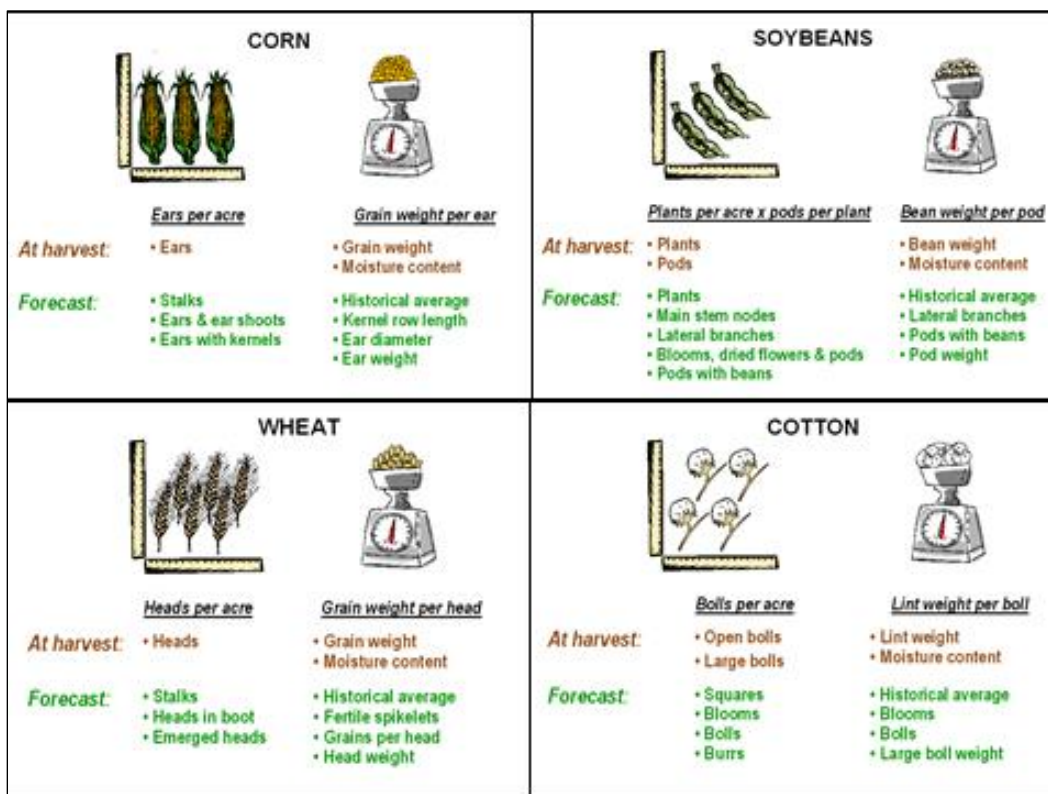 CORN
Ears per acre
Grain weight per ear
At harvest:
• Ears
• Grain weight
• Moisture content
Forecast:
• Stalks
• Ears & ear shoots
• Ears with kernels
• Historical average
• Kernel row length
• Ear diameter
• Ear weight
SOYBEANS
Plants per acre x pods per plant
Bean weight per pod
At harvest:
• Plants
• Pods
• Bean weight
• Moisture content
Forecast:
• Plants
• Main stem nodes
• Lateral branches
• Blooms, dried flowers & pods
• Pods with beans
• Historical average
• Lateral branches
• Pods with beans
• Pod weight
WHEAT
Heads per acre
Grain weight per head
At harvest:
• Heads
• Grain weight
• Moisture content
Forecast:
• Stalks
• Heads in boot
• Emerged heads
• Historical average
• Fertile spikelets
• Grains per head
• Head weight
COTTON
Bolls per acre
Lint weight per boll
At harvest:
• Open bolls
• Large bolls
• Lint weight
• Moisture content
Forecast:
• Squares
• Blooms
• Bolls
• Burrs
• Historical average
• Blooms
• Bolls
• Large boll weight